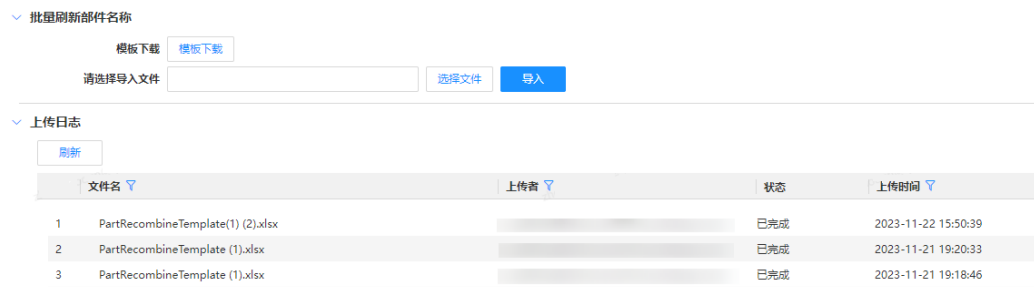 批量刷新部件名称
模板下载 模板下载
请选择导入文件 选择文件 导入
上传日志
刷新
文件名 上传者 状态 上传时间
1 PartRecombineTemplate(1) (2).xlsx 已完成 2023-11-22 15:50:39
2 PartRecombineTemplate (1).xlsx 已完成 2023-11-21 19:20:33
3 PartRecombineTemplate (1).xlsx 已完成 2023-11-21 19:18:46